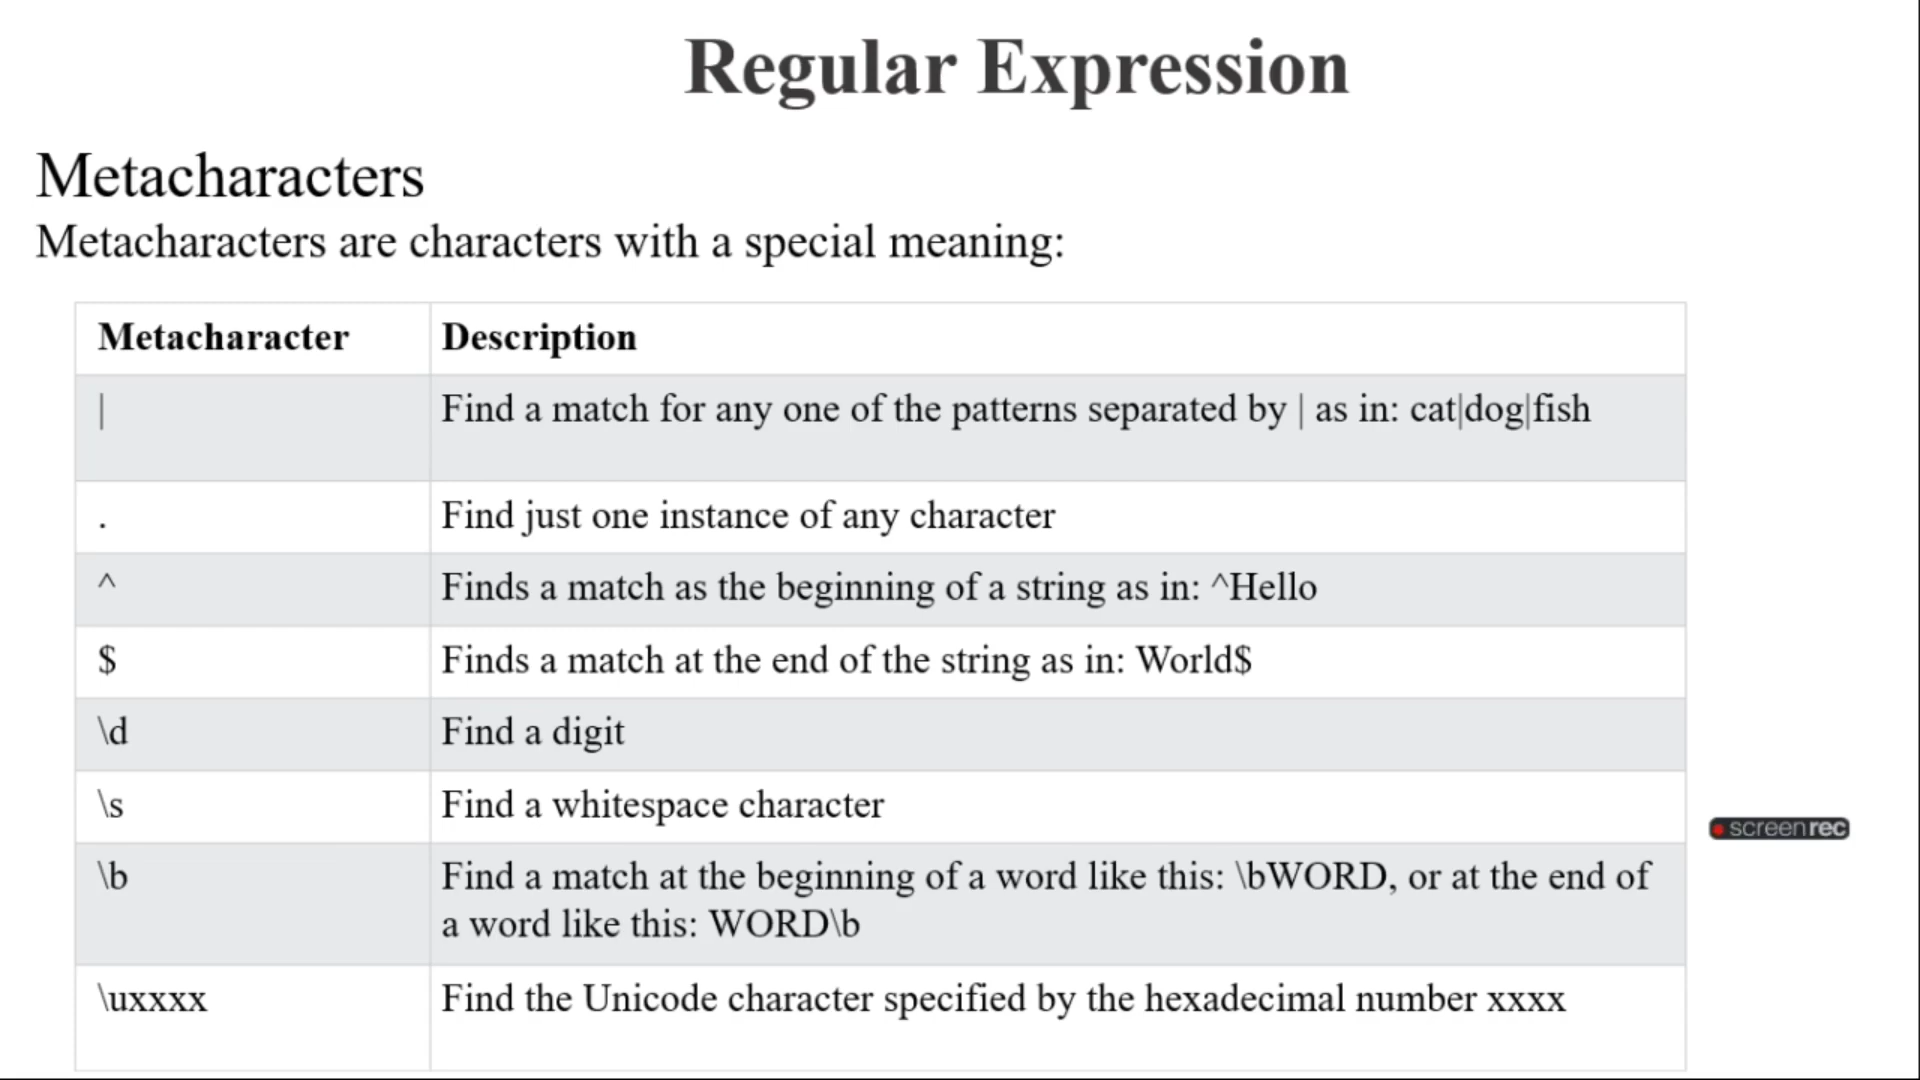 Regular Expression
Metacharacters
Metacharacters are characters with a special meaning:
Metacharacter Description
| Find a match for any one of the patterns separated by | as in: cat|dog|fish
. Find just one instance of any character
^ Finds a match as the beginning of a string as in: ^Hello
$ Finds a match at the end of the string as in: World$
\d Find a digit
\s Find a whitespace character
screenrec
\b Find a match at the beginning of a word like this: \bWORD, or at the end of
a word like this: WORD\b
\uxxxx Find the Unicode character specified by the hexadecimal number xxxx